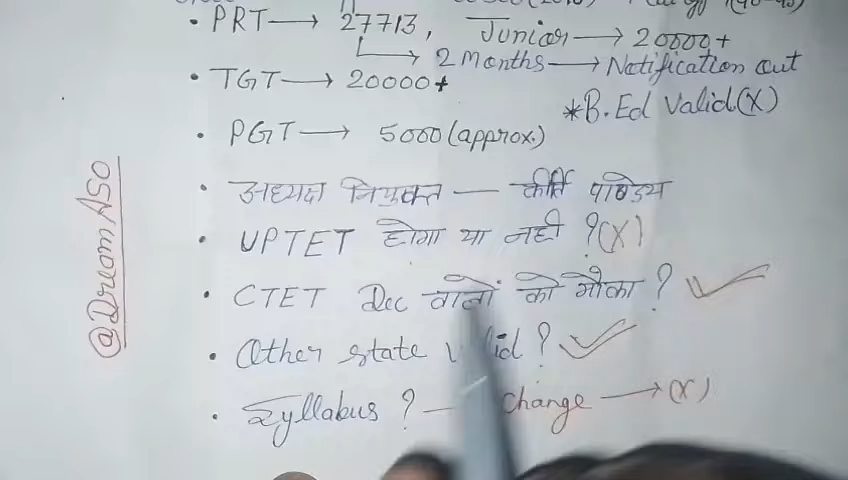 • PRT → 27713, Junior → 20000+
→ 2 Months → Notification out
• TGT → 20000+
*B.Ed Valid(X)
• PGT → 5000 (approx.)
• अध्यक्ष नियुक्त — कीर्ति पाण्डेय
• UPTET होगा या नही ? (X)
• CTET Dec वालों को मौका ? ✓
• Other state ? ✓
• Syllabus ? — change → (X)